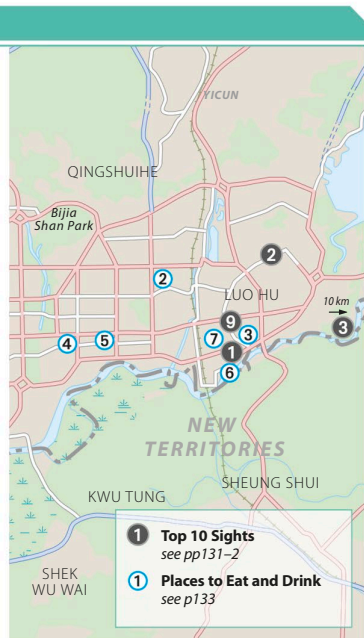 YICUN
QINGSHUIHE
Bijia
Shan Park
2
2
LUO HU
10 km
9
3
3
7
5
4
1
6
NEW
TERRITORIES
SHEUNG SHUI
KWU TUNG
1 Top 10 Sights
see pp131–2
1 Places to Eat and Drink
see p133
SHEK
WU WAI